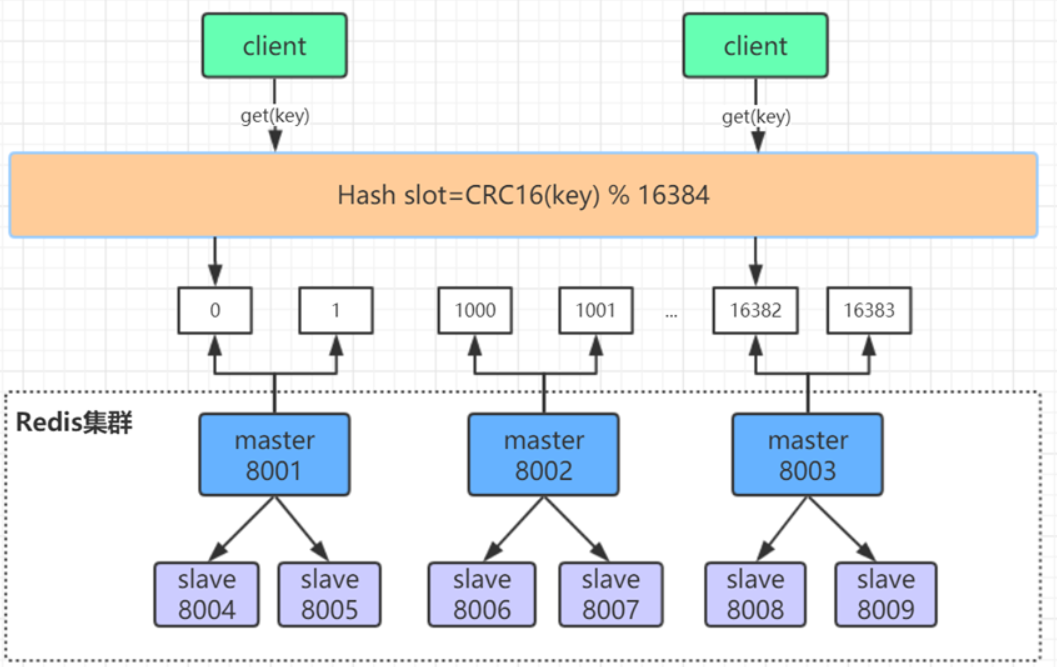 client
client
get(key)
get(key)
Hash slot=CRC16(key) % 16384
0
1
1000
1001
...
16382
16383
Redis集群
master
8001
master
8002
master
8003
slave
8004
slave
8005
slave
8006
slave
8007
slave
8008
slave
8009